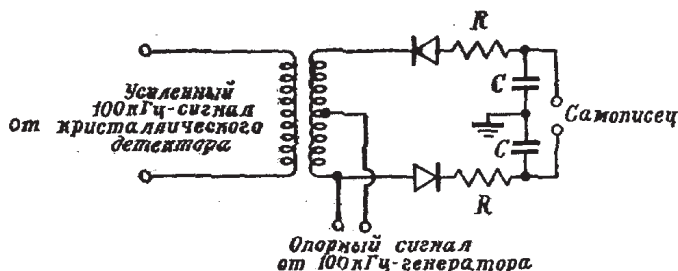 R
C
Усиленный
100кГц-сигнал
от кристаллического
детектора
Самописец
C
R
Опорный сигнал
от 100кГц-генератора